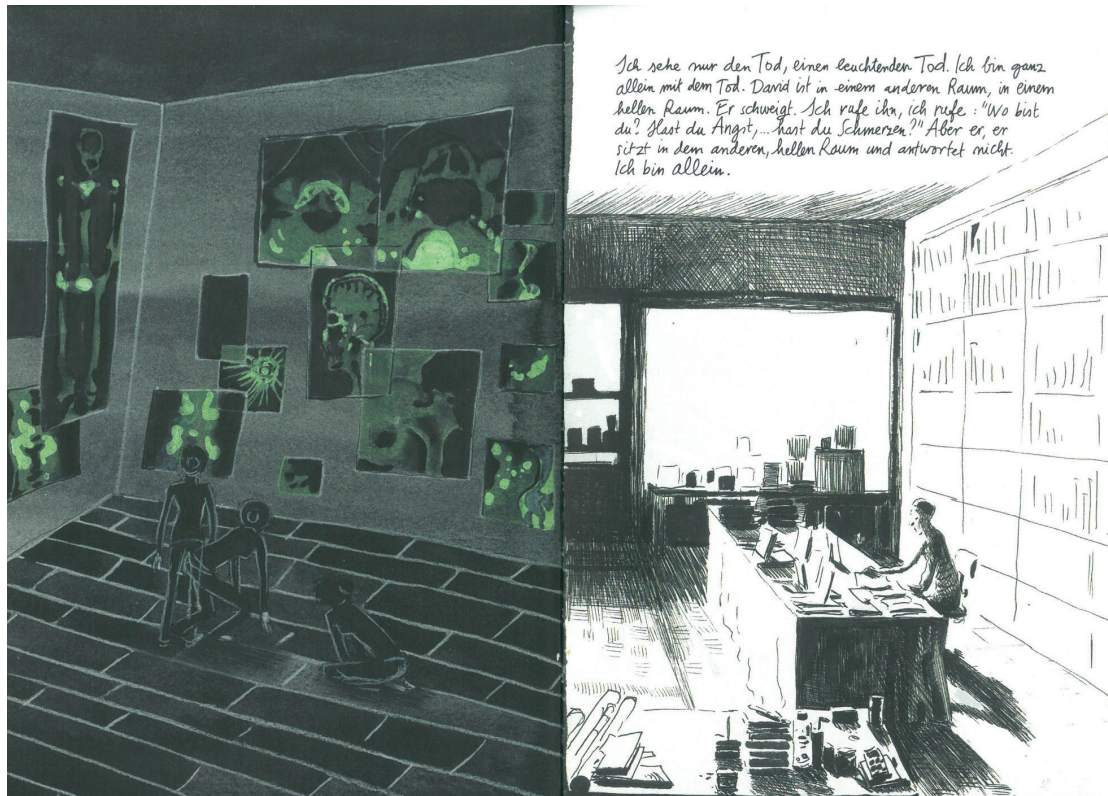 Ich sehe nur den Tod, einen leuchtenden Tod. Ich bin ganz
allein mit dem Tod. David ist in einem anderen Raum, in einem
hellen Raum. Er schweigt. Ich rufe ihn, ich rufe : "Wo bist
du? Hast du Angst,... hast du Schmerzen?" Aber er, er
sitzt in dem anderen, hellen Raum und antwortet nicht.
Ich bin allein.